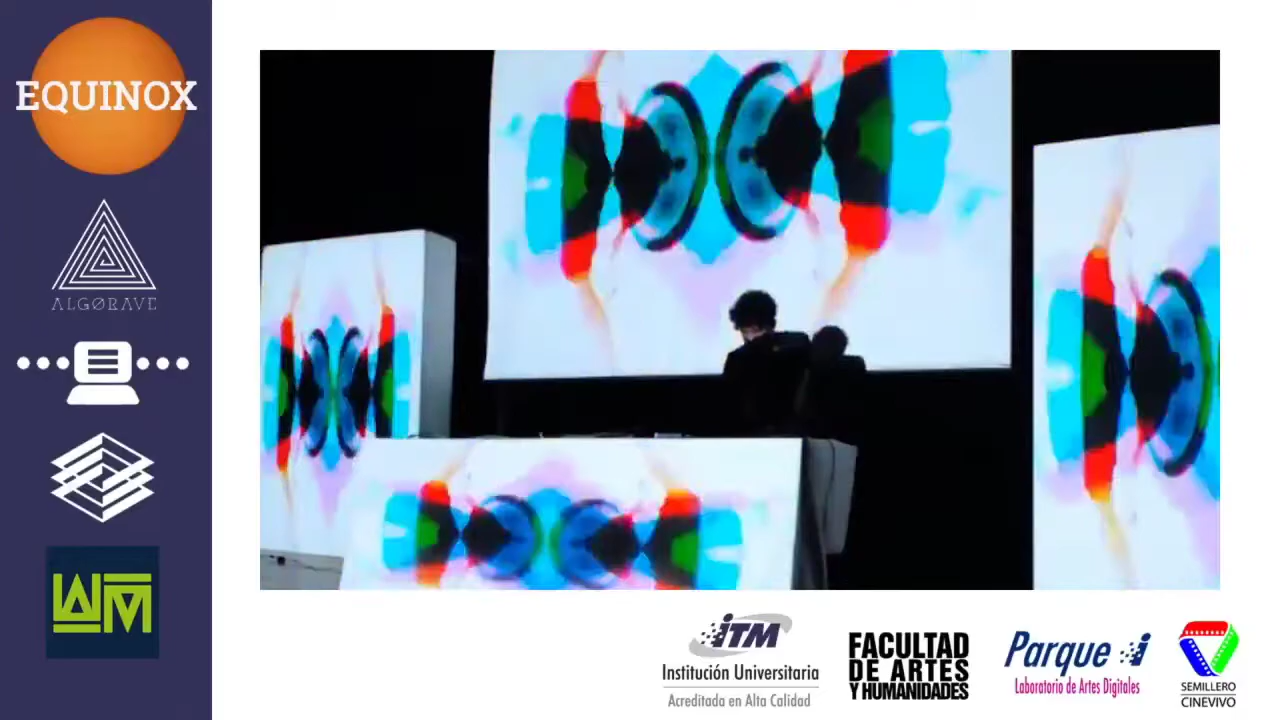 EQUINOX
ALGØRAVE
iTM
Institución Universitaria
Acreditada en Alta Calidad
FACULTAD
DE ARTES
Y HUMANIDADES
Parque i
Laboratorio de Artes Digitales
SEMILLERO
CINEVIVO